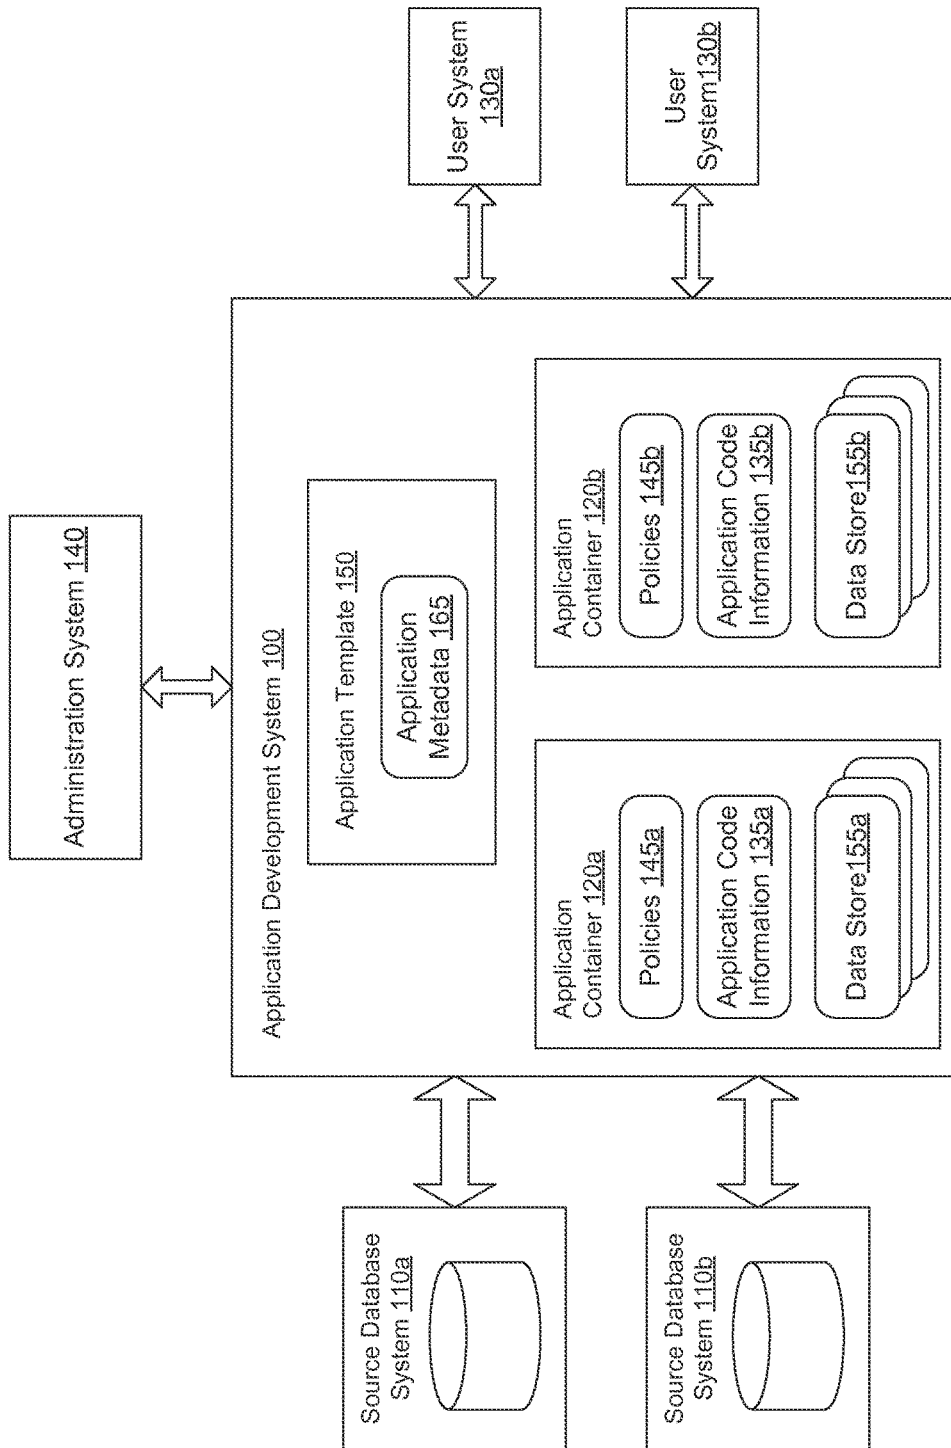 Administration System 140
Application Development System 100
Application Template 150
Application
Metadata 165
Source Database
System 110a
Source Database
System 110b
Application
Container 120a
Policies 145a
Application Code
Information 135a
Data Store155a
Application
Container 120b
Policies 145b
Application Code
Information 135b
Data Store155b
User System
130a
User
System130b